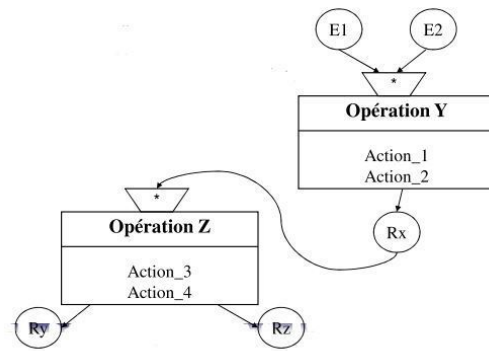 E1
E2
*
Opération Y
Action_1
Action_2
*
Rx
Opération Z
Action_3
Action_4
Ry
Rz